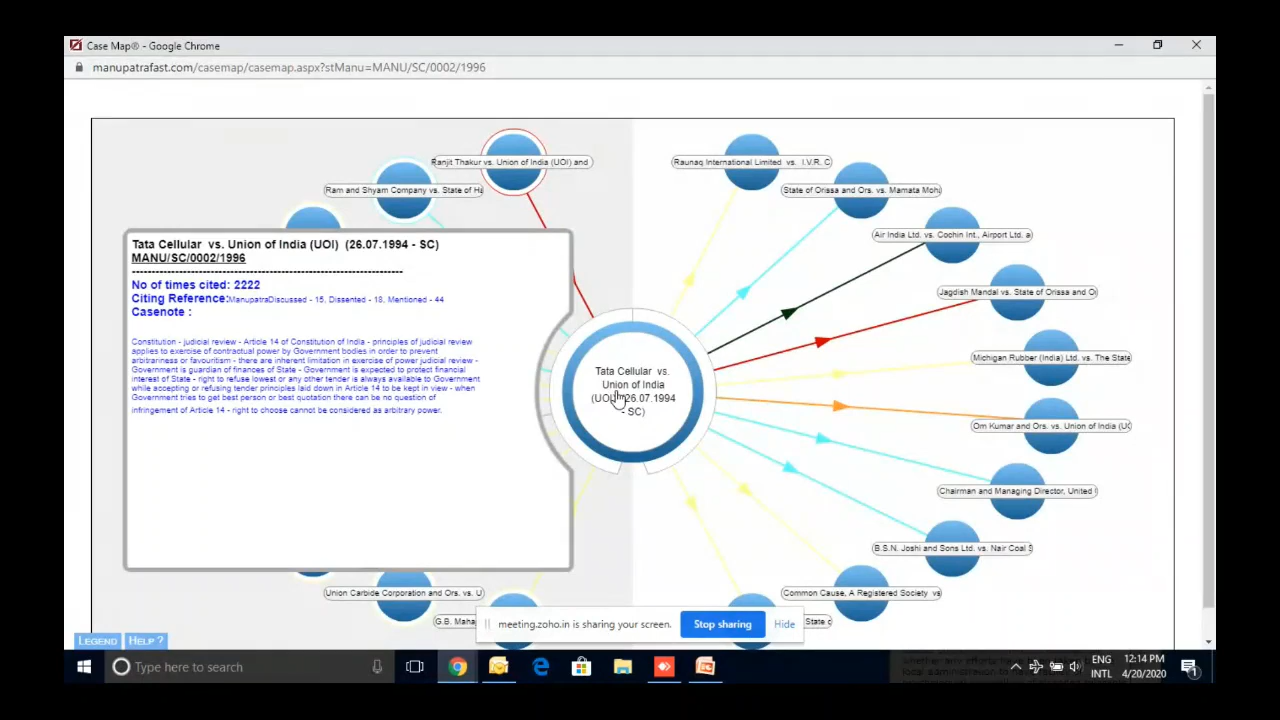 Case Map® - Google Chrome
manupatrafast.com/casemap/casemap.aspx?stManu=MANU/SC/0002/1996
Ranjit Thakur vs. Union of India (UOI) and
Ram and Shyam Company vs. State of Ha
Raunaq International Limited vs. I.V.R. C
State of Orissa and Ors. vs. Mamata Moha
Air India Ltd. vs. Cochin Int., Airport Ltd. a
Jagdish Mandal vs. State of Orissa and Or
Michigan Rubber (India) Ltd. vs. The State
Om Kumar and Ors. vs. Union of India (UO
Chairman and Managing Director, United
B.S.N. Joshi and Sons Ltd. vs. Nair Coal S
Common Cause, A Registered Society vs
State o
Tata Cellular vs. Union of India (UOI) (26.07.1994 - SC)
MANU/SC/0002/1996
No of times cited: 2222
Citing Reference:ManupatraDiscussed - 15, Dissented - 18, Mentioned - 44
Casenote :
Constitution - judicial review - Article 14 of Constitution of India - principles of judicial review
applies to exercise of contractual power by Government bodies in order to prevent
arbitrariness or favouritism - there are inherent limitation in exercise of power judicial review -
Government is guardian of finances of State - Government is expected to protect financial
interest of State - right to refuse lowest or any other tender is always available to Government
while accepting or refusing tender principles laid down in Article 14 to be kept in view - when
Government tries to get best person or best quotation there can be no question of
infringement of Article 14 - right to choose cannot be considered as arbitrary power.
Tata Cellular vs.
Union of India
(UOI) (26.07.1994
- SC)
Union Carbide Corporation and Ors. vs. U
G.B. Maha
meeting.zoho.in is sharing your screen.
Stop sharing
Hide
LEGEND
HELP ?
Type here to search
ENG
INTL
12:14 PM
4/20/2020
1